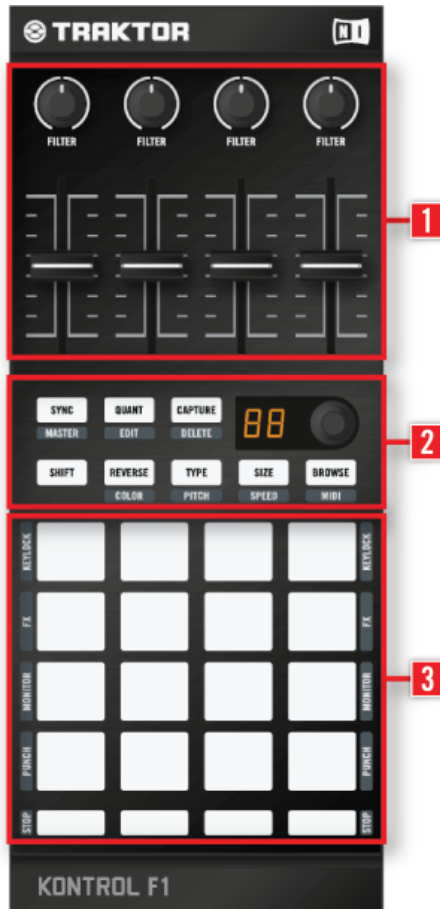 TRAKTOR NI
FILTER FILTER FILTER FILTER
1
SYNC QUANT CAPTURE 88
MASTER EDIT DELETE
2
SHIFT REVERSE TYPE SIZE BROWSE
COLOR PITCH SPEED MIDI
KEYLOCK KEYLOCK
FX FX
MONITOR MONITOR
3
PUNCH PUNCH
STOP STOP
KONTROL F1